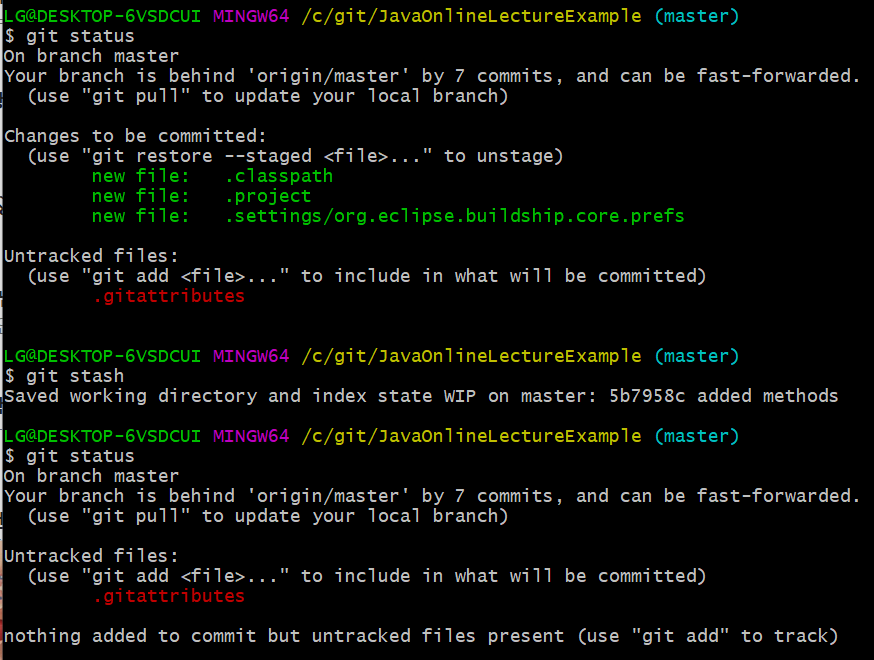 LG@DESKTOP-6VSDCUI MINGW64 /c/git/JavaOnlineLectureExample (master)
$ git status
On branch master
Your branch is behind 'origin/master' by 7 commits, and can be fast-forwarded.
  (use "git pull" to update your local branch)
Changes to be committed:
  (use "git restore --staged <file>..." to unstage)
        new file:   .classpath
        new file:   .project
        new file:   .settings/org.eclipse.buildship.core.prefs
Untracked files:
  (use "git add <file>..." to include in what will be committed)
        .gitattributes
LG@DESKTOP-6VSDCUI MINGW64 /c/git/JavaOnlineLectureExample (master)
$ git stash
Saved working directory and index state WIP on master: 5b7958c added methods
LG@DESKTOP-6VSDCUI MINGW64 /c/git/JavaOnlineLectureExample (master)
$ git status
On branch master
Your branch is behind 'origin/master' by 7 commits, and can be fast-forwarded.
  (use "git pull" to update your local branch)
Untracked files:
  (use "git add <file>..." to include in what will be committed)
        .gitattributes
nothing added to commit but untracked files present (use "git add" to track)